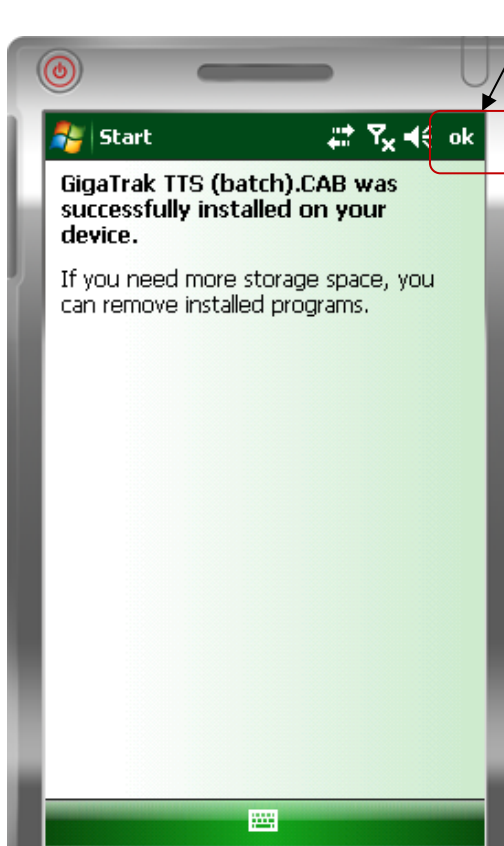 Start ok
GigaTrak TTS (batch).CAB was
successfully installed on your
device.
If you need more storage space, you
can remove installed programs.